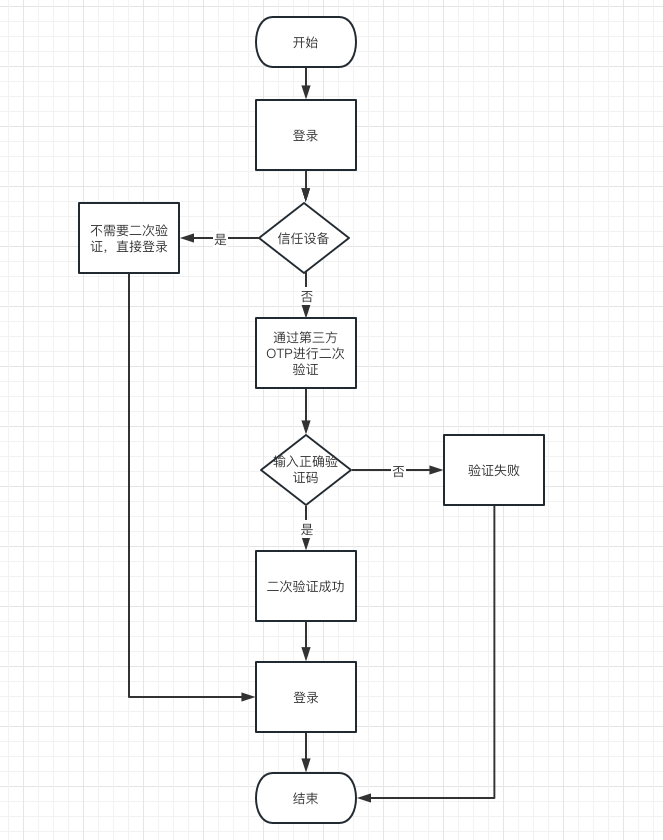 开始
登录
不需要二次验
证，直接登录
是
信任设备
否
通过第三方
OTP进行二次
验证
输入正确验
证码
否
验证失败
是
二次验证成功
登录
结束